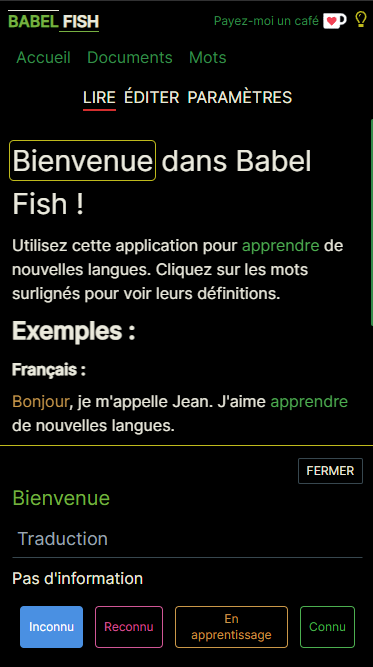 BABEL FISH
Payez-moi un café
Accueil Documents Mots
LIRE ÉDITER PARAMÈTRES
Bienvenue dans Babel
Fish !
Utilisez cette application pour apprendre de
nouvelles langues. Cliquez sur les mots
surlignés pour voir leurs définitions.
Exemples :
Français :
Bonjour, je m'appelle Jean. J'aime apprendre
de nouvelles langues.
FERMER
Bienvenue
Traduction
Pas d'information
Inconnu
Reconnu
En
apprentissage
Connu